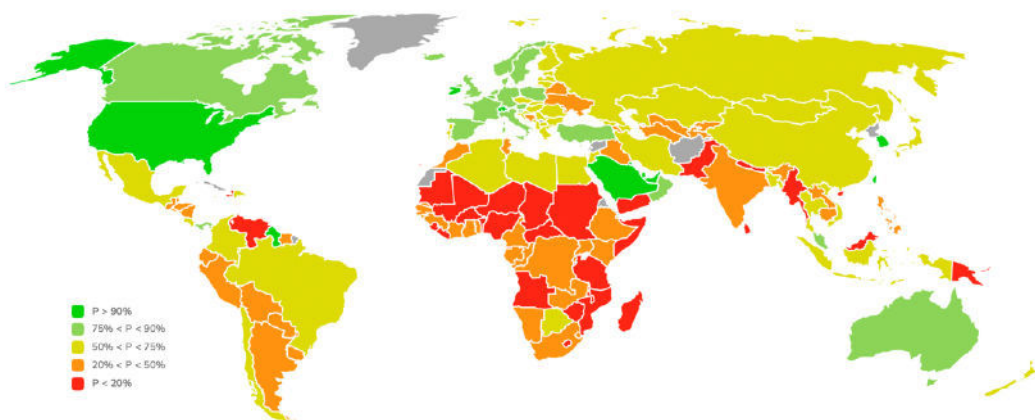 P > 90%
75% < P < 90%
50% < P < 75%
20% < P < 50%
P < 20%